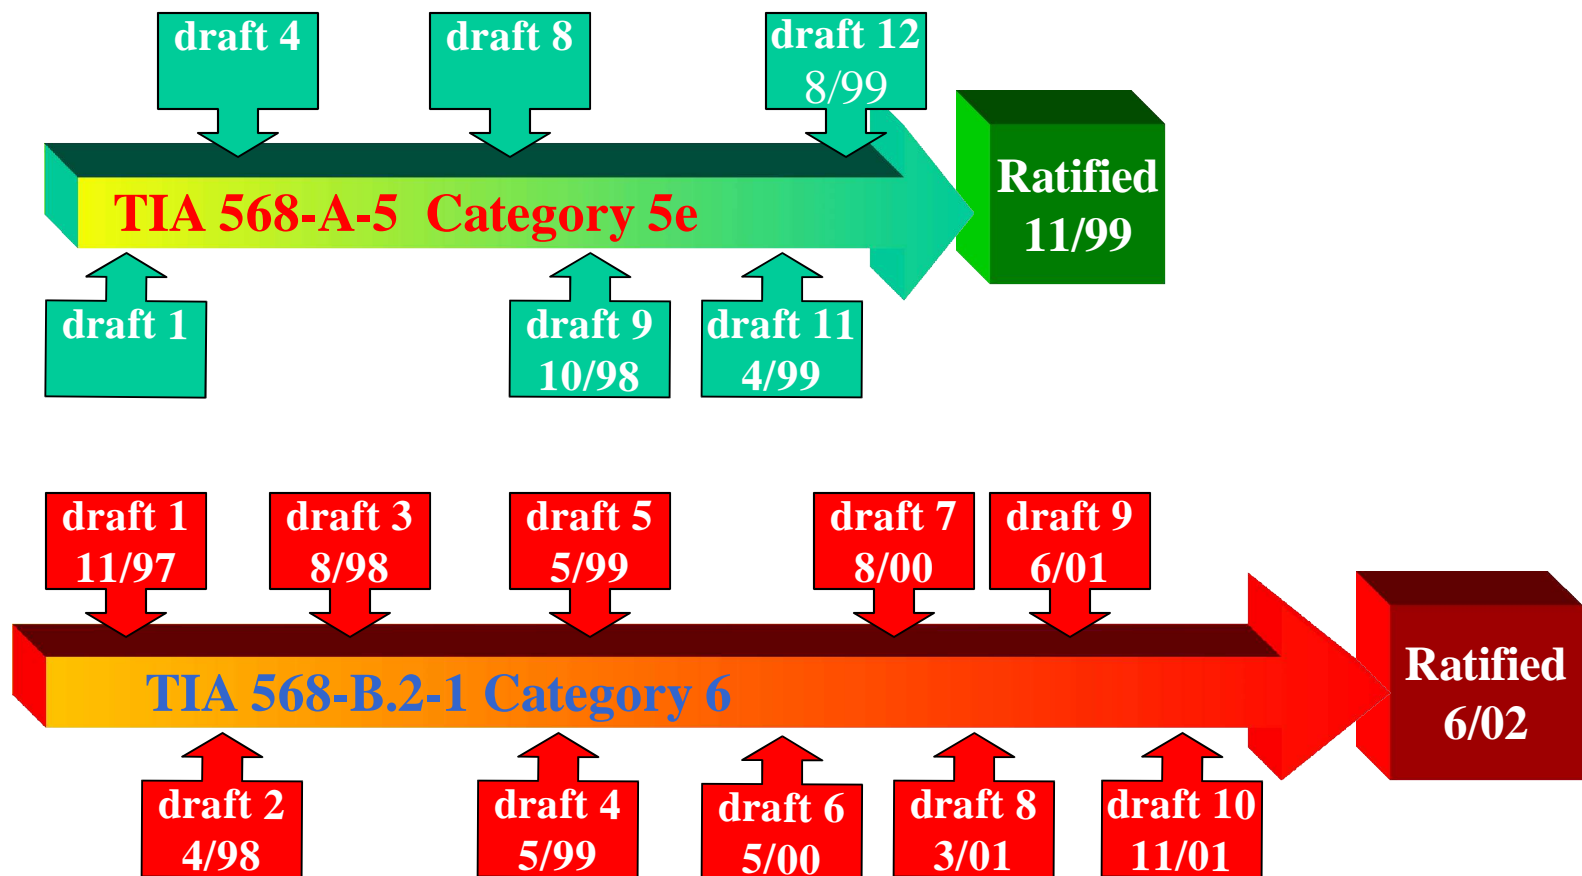 draft 4
draft 8
draft 12
8/99
TIA 568-A-5  Category 5e
Ratified
11/99
draft 1
draft 9
10/98
draft 11
4/99
draft 1
11/97
draft 3
8/98
draft 5
5/99
draft 7
8/00
draft 9
6/01
TIA 568-B.2-1 Category 6
Ratified
6/02
draft 2
4/98
draft 4
5/99
draft 6
5/00
draft 8
3/01
draft 10
11/01